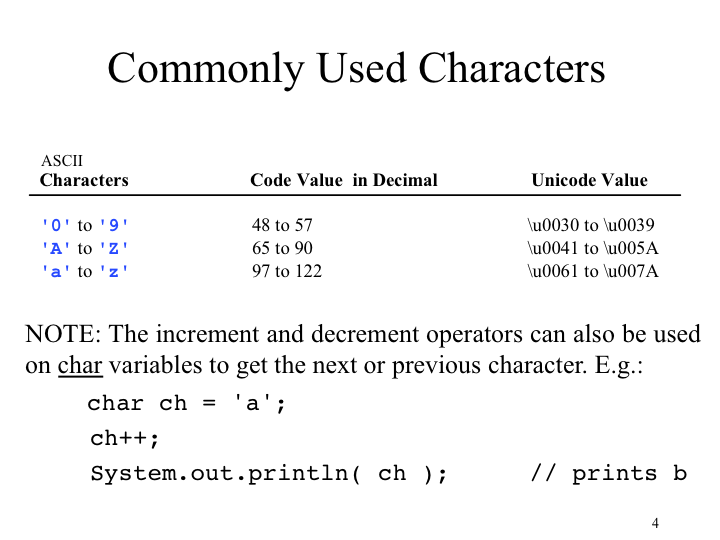 Commonly Used Characters
ASCII
Characters Code Value in Decimal Unicode Value
'0' to '9' 48 to 57 \u0030 to \u0039
'A' to 'Z' 65 to 90 \u0041 to \u005A
'a' to 'z' 97 to 122 \u0061 to \u007A
NOTE: The increment and decrement operators can also be used
on char variables to get the next or previous character. E.g.:
char ch = 'a';
ch++;
System.out.println( ch ); // prints b
4